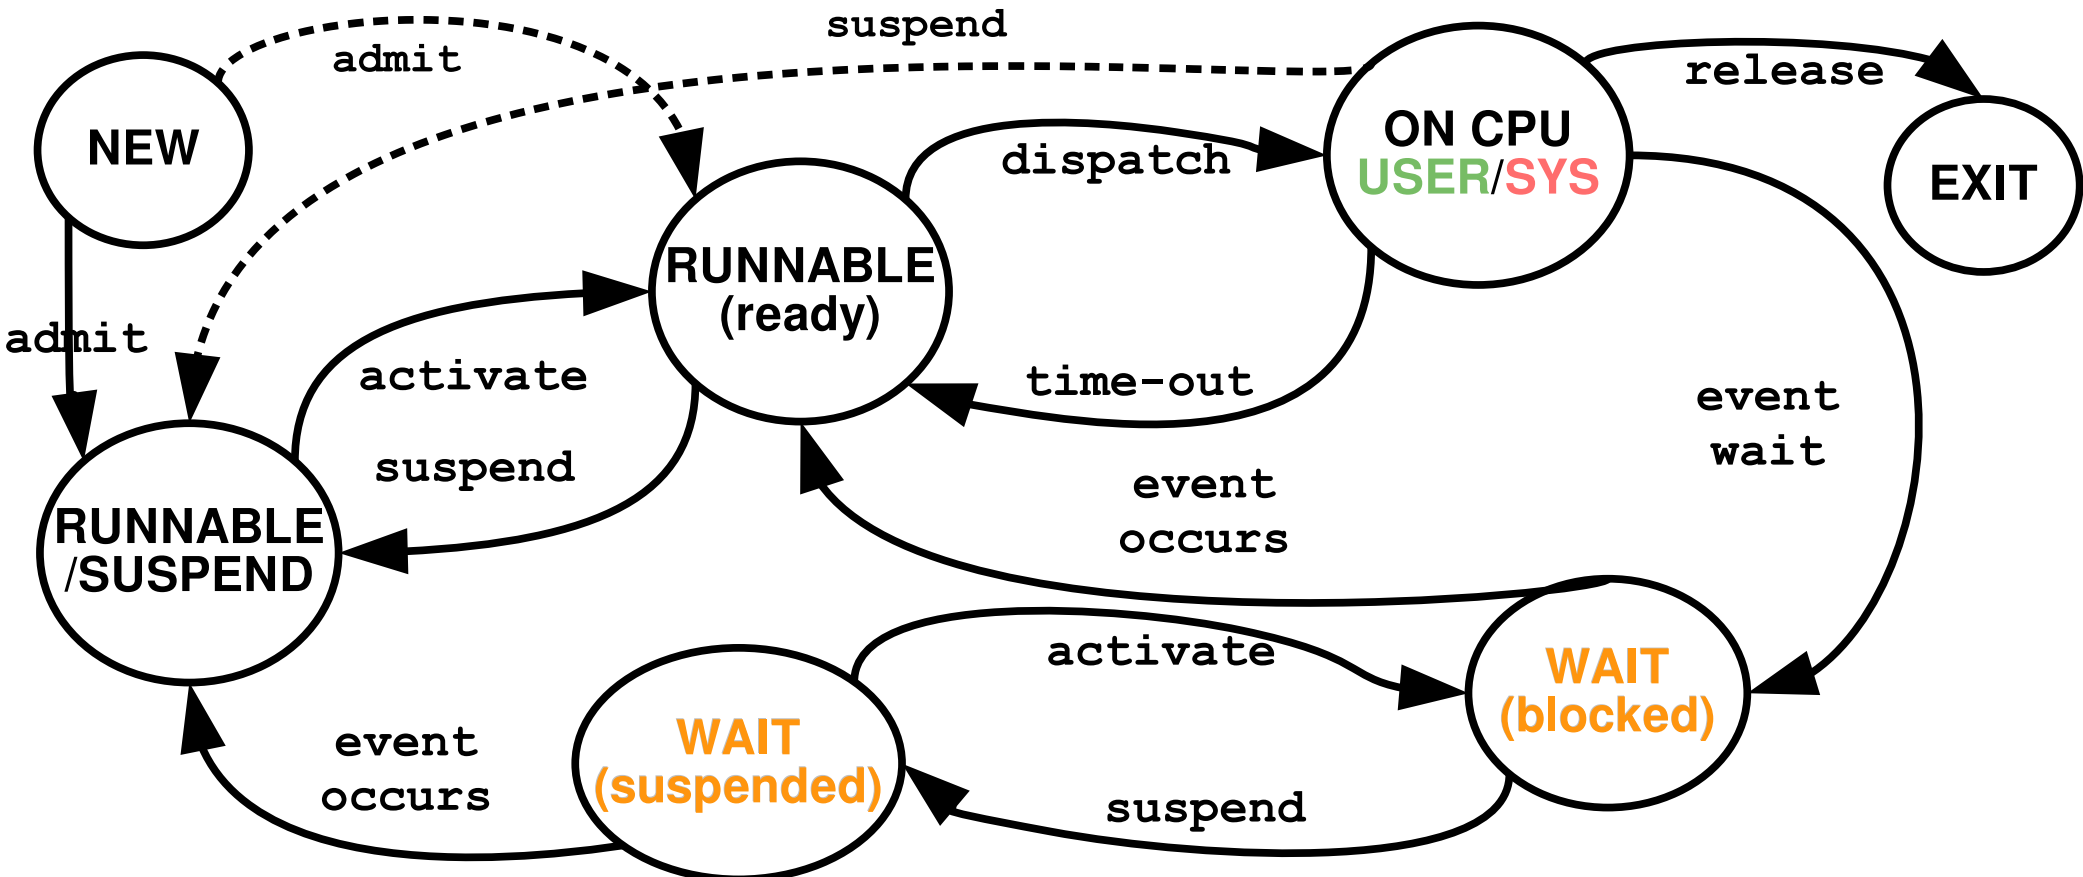 suspend
admit
release
NEW
ON CPU
USER/SYS
dispatch
EXIT
RUNNABLE
(ready)
admit
activate
time-out
event
wait
suspend
event
occurs
RUNNABLE
/SUSPEND
activate
WAIT
(blocked)
WAIT
(suspended)
event
occurs
suspend